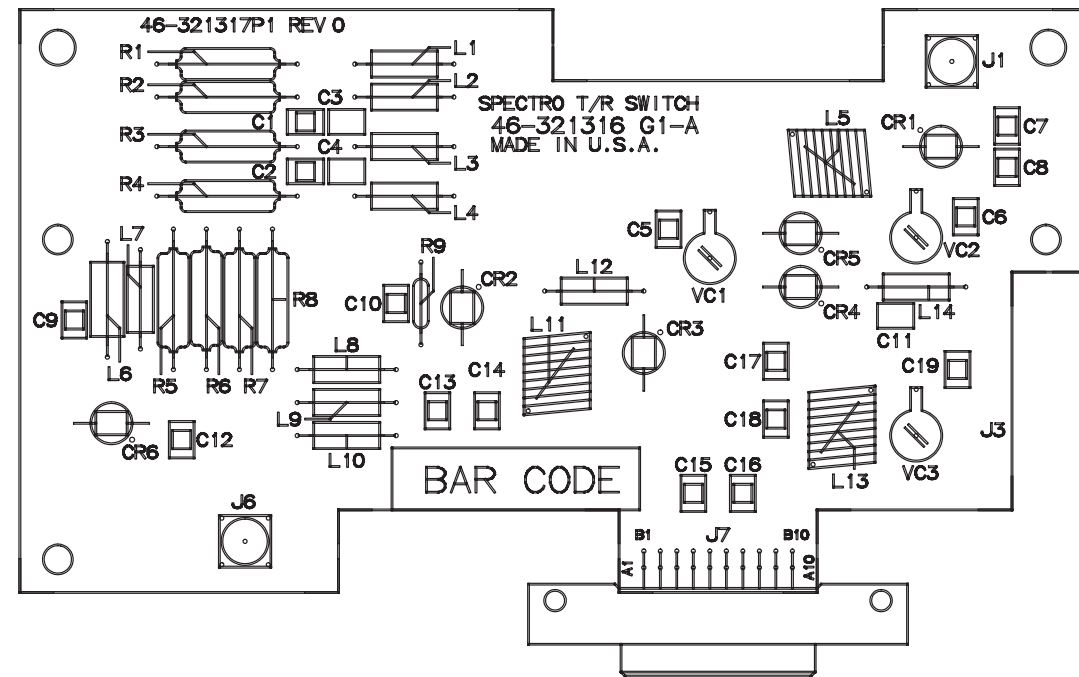 46-321317P1 REV 0
R1
L1
J1
R2
L2
C3
SPECTRO T/R SWITCH
C1
46-321316 G1-A
CR1
L5
C7
R3
MADE IN U.S.A.
C4
L3
C8
C2
R4
L4
C6
C5
L7
R9
CR5
VC2
L12
CR2
R8
C10
VC1
CR4
L14
C9
L11
CR3
C11
L8
C17
C19
L6
R5
R6
R7
C13
C14
L9
C18
J3
CR6
C12
L10
C15
C16
L13
VC3
BAR CODE
J6
B1
J7
B10
A1
A10